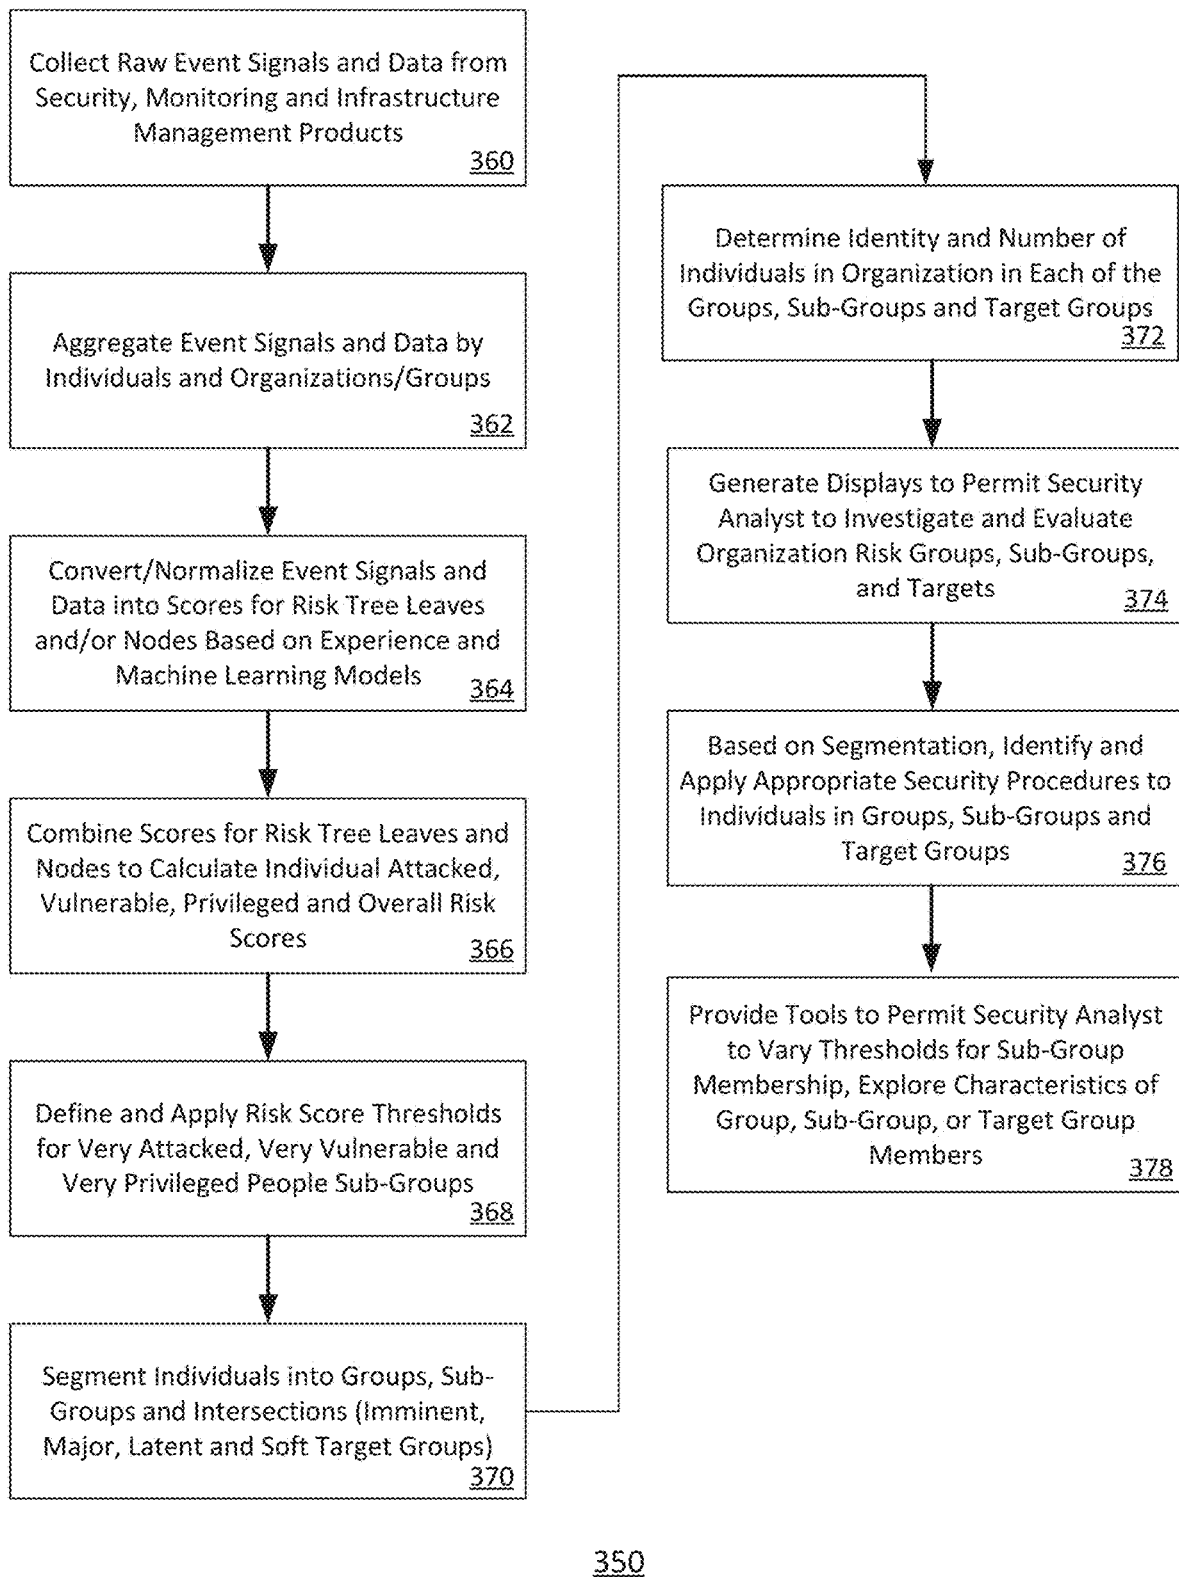 Collect Raw Event Signals and Data from
Security, Monitoring and Infrastructure
Management Products
360
Aggregate Event Signals and Data by
Individuals and Organizations/Groups
362
Convert/Normalize Event Signals and
Data into Scores for Risk Tree Leaves
and/or Nodes Based on Experience and
Machine Learning Models
364
Combine Scores for Risk Tree Leaves and
Nodes to Calculate Individual Attacked,
Vulnerable, Privileged and Overall Risk
Scores
366
Define and Apply Risk Score Thresholds
for Very Attacked, Very Vulnerable and
Very Privileged People Sub-Groups
368
Segment Individuals into Groups, Sub-
Groups and Intersections (Imminent,
Major, Latent and Soft Target Groups)
370
Determine Identity and Number of
Individuals in Organization in Each of the
Groups, Sub-Groups and Target Groups
372
Generate Displays to Permit Security
Analyst to Investigate and Evaluate
Organization Risk Groups, Sub-Groups,
and Targets
374
Based on Segmentation, Identify and
Apply Appropriate Security Procedures to
Individuals in Groups, Sub-Groups and
Target Groups
376
Provide Tools to Permit Security Analyst
to Vary Thresholds for Sub-Group
Membership, Explore Characteristics of
Group, Sub-Group, or Target Group
Members
378
350